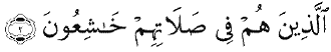 ٱلَّذِينَ هُمْ فِى صَلَاتِهِمْ خَـٰشِعُونَ ٢